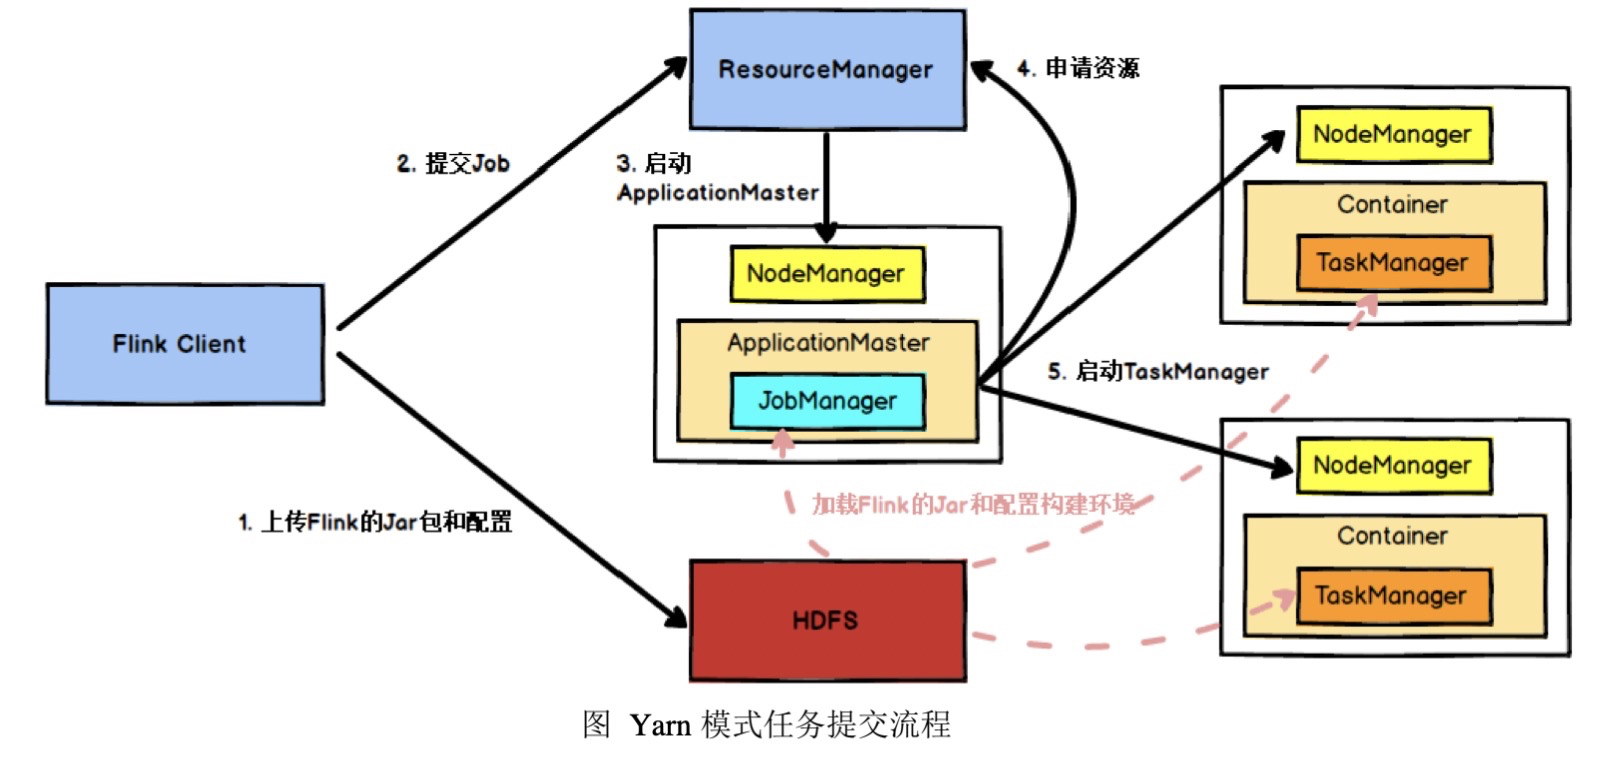 ResourceManager
4. 申请资源
NodeManager
2. 提交Job
3. 启动
ApplicationMaster
Container
TaskManager
NodeManager
Flink Client
ApplicationMaster
JobManager
5. 启动TaskManager
NodeManager
加载Flink的Jar和配置构建环境
1. 上传Flink的Jar包和配置
Container
TaskManager
HDFS
图 Yarn 模式任务提交流程